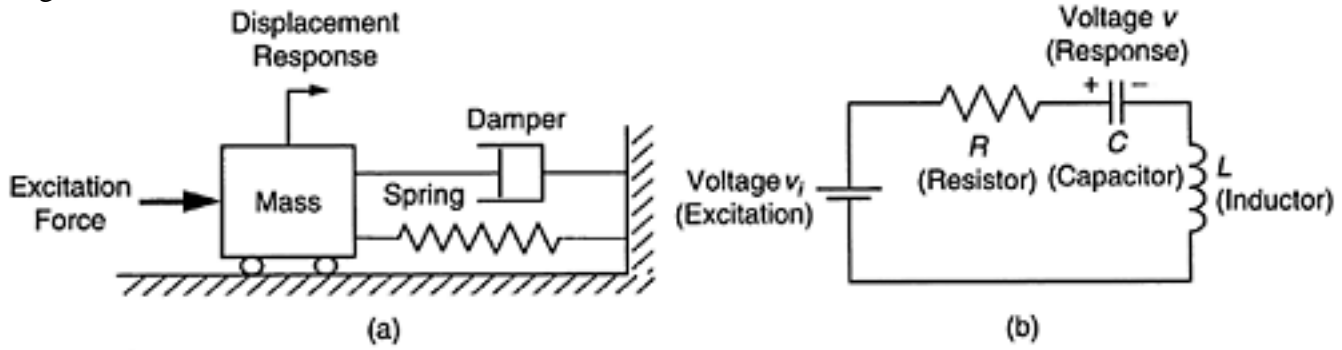 Displacement
Response
Damper
Excitation
Force
Mass
Spring
(a)
Voltage v
(Response)
+ −
R
C
(Resistor) (Capacitor)
L
(Inductor)
Voltage vi
(Excitation)
(b)